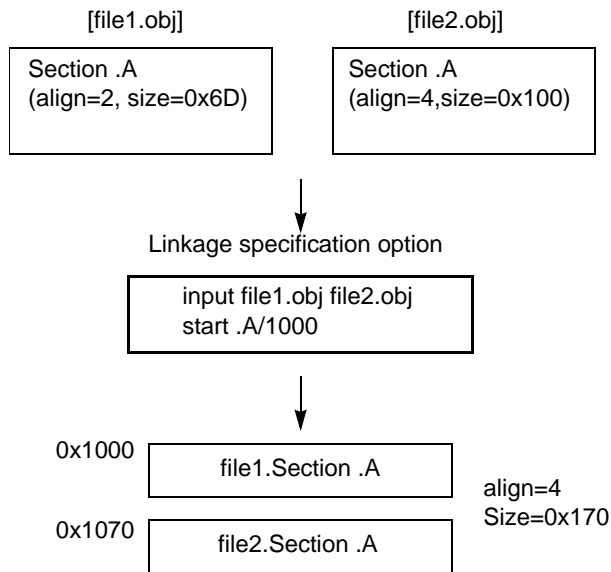 [file1.obj]
[file2.obj]
Section .A
(align=2, size=0x6D)
Section .A
(align=4,size=0x100)
Linkage specification option
input file1.obj file2.obj
start .A/1000
0x1000
file1.Section .A
align=4
Size=0x170
0x1070
file2.Section .A